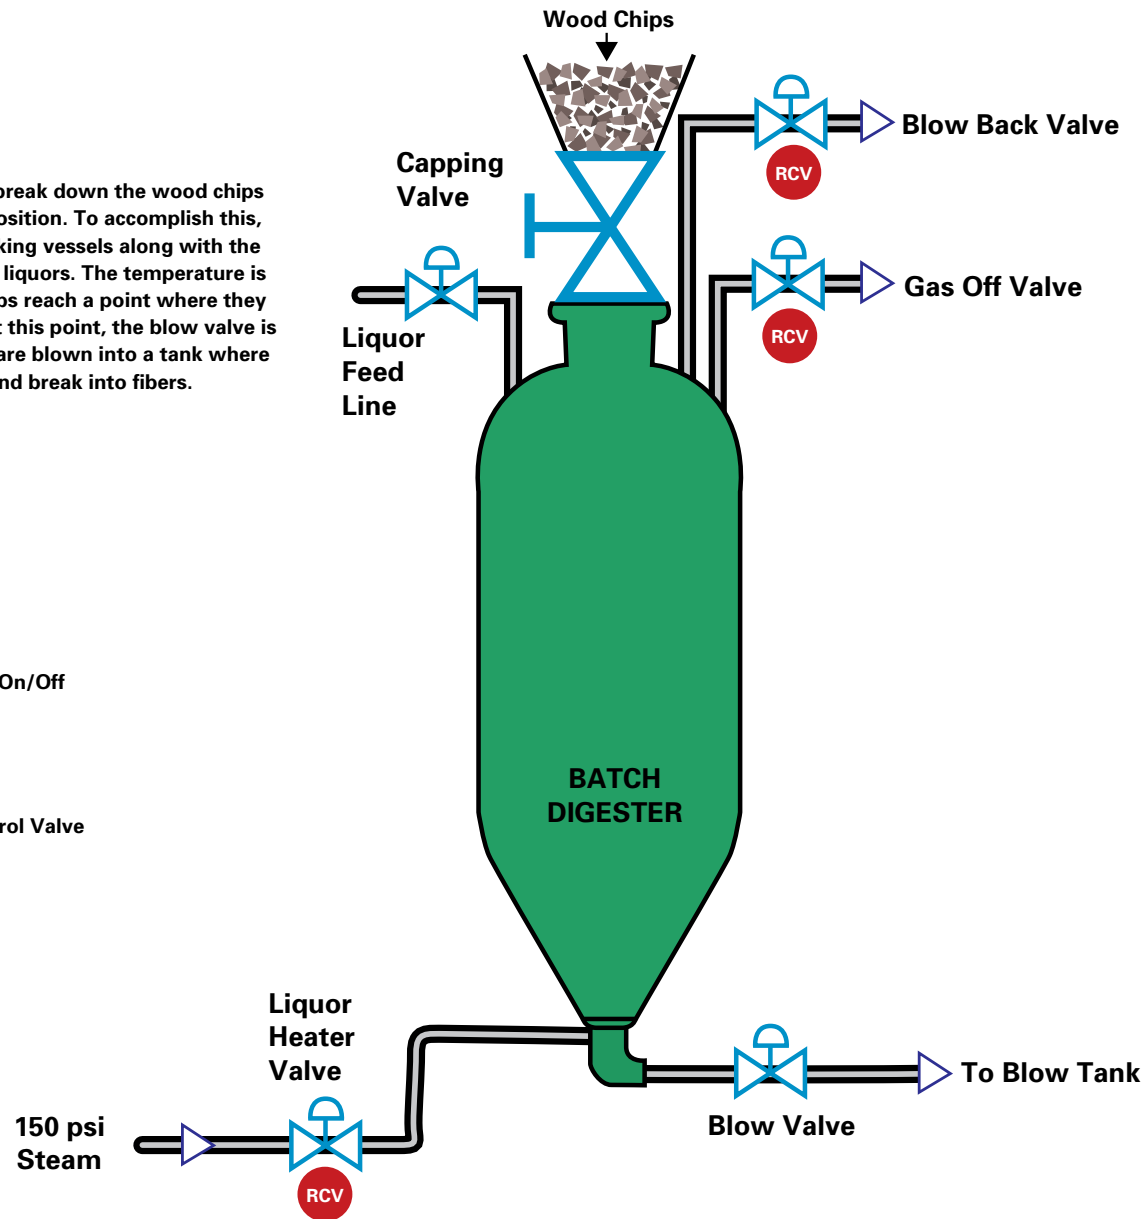 Wood Chips
Blow Back Valve
RCV
Capping
Valve
break down the wood chips
osition. To accomplish this,
king vessels along with the
liquors. The temperature is
ps reach a point where they
t this point, the blow valve is
are blown into a tank where
nd break into fibers.
Gas Off Valve
RCV
Liquor
Feed
Line
On/Off
BATCH
DIGESTER
rol Valve
Liquor
Heater
Valve
To Blow Tank
Blow Valve
150 psi
Steam
RCV